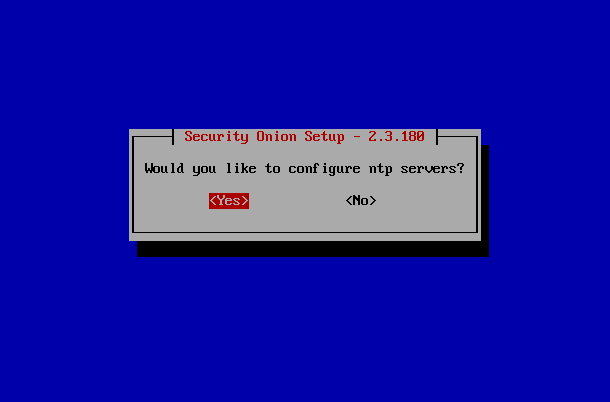 Security Onion Setup - 2.3.180
Would you like to configure ntp servers?
<Yes> <No>